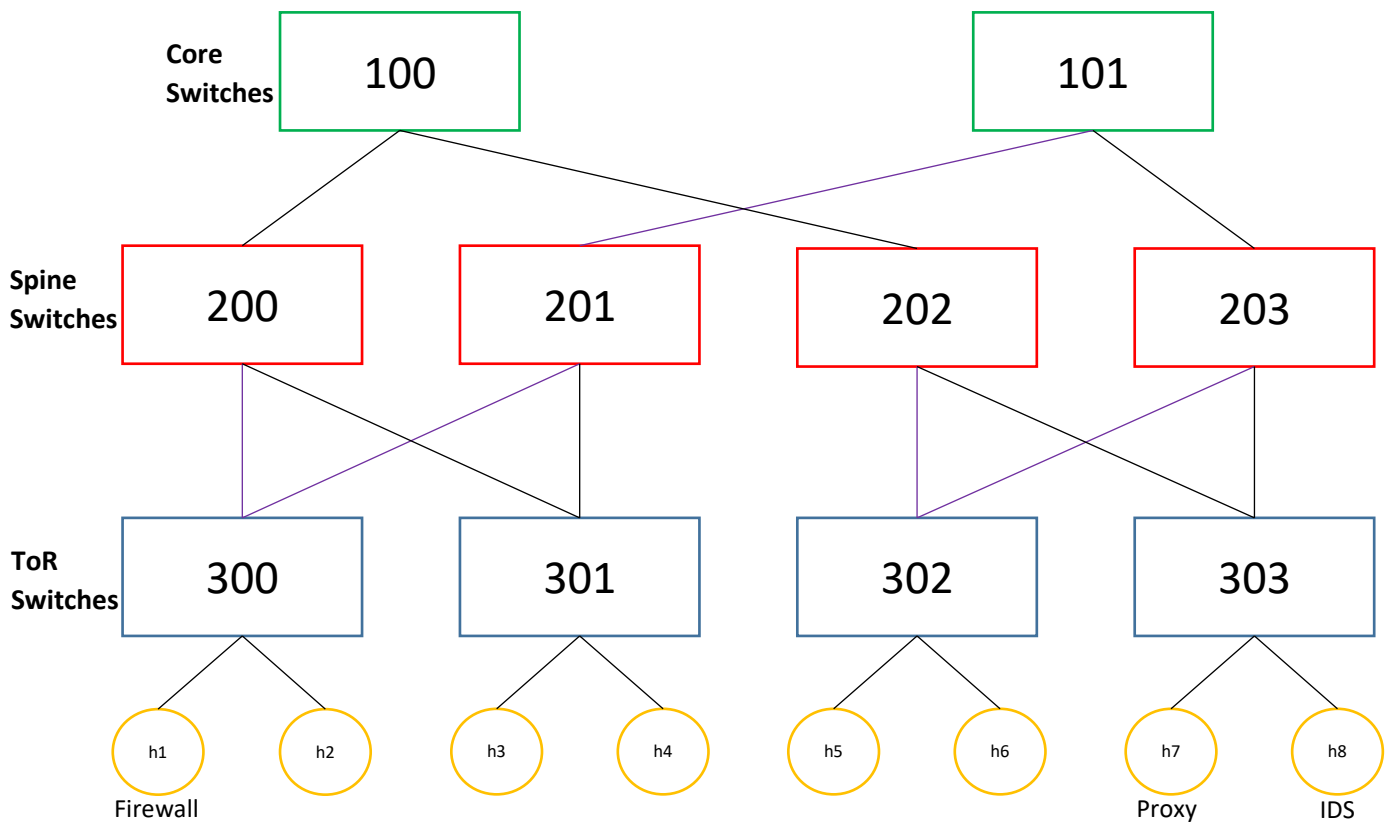 Core
Switches
100
101
Spine
Switches
200
201
202
203
ToR
Switches
300
301
302
303
h1
h2
h3
h4
h5
h6
h7
h8
Firewall
Proxy
IDS